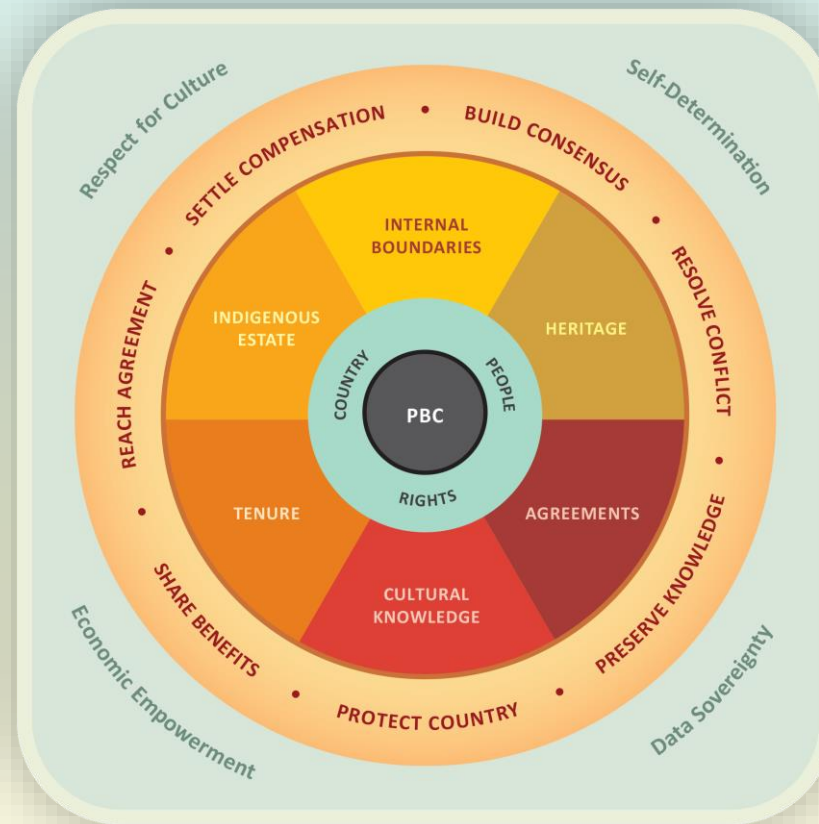 Respect for Culture
Self-Determination
SETTLE COMPENSATION • BUILD CONSENSUS • RESOLVE CONFLICT • PRESERVE KNOWLEDGE • PROTECT COUNTRY • SHARE BENEFITS • REACH AGREEMENT •
INTERNAL
BOUNDARIES
INDIGENOUS
ESTATE
HERITAGE
COUNTRY
PEOPLE
PBC
RIGHTS
TENURE
AGREEMENTS
CULTURAL
KNOWLEDGE
Economic Empowerment
Data Sovereignty